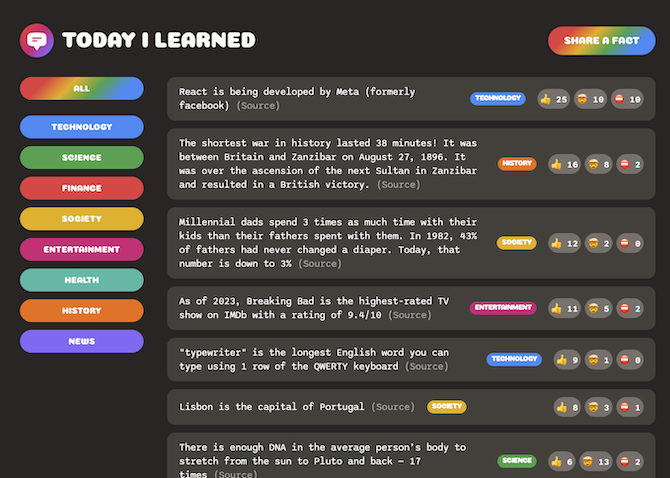 TODAY I LEARNED
SHARE A FACT
ALL
TECHNOLOGY
SCIENCE
FINANCE
SOCIETY
ENTERTAINMENT
HEALTH
HISTORY
NEWS
React is being developed by Meta (formerly
facebook) (Source)
TECHNOLOGY
👍 25 🤯 10 ⛔ 10
The shortest war in history lasted 38 minutes! It was
between Britain and Zanzibar on August 27, 1896. It
was over the ascension of the next Sultan in Zanzibar
and resulted in a British victory. (Source)
HISTORY
👍 16 🤯 8 ⛔ 2
Millennial dads spend 3 times as much time with their
kids than their fathers spent with them. In 1982, 43%
of fathers had never changed a diaper. Today, that
number is down to 3% (Source)
SOCIETY
👍 12 🤯 2 ⛔ 0
As of 2023, Breaking Bad is the highest-rated TV
show on IMDb with a rating of 9.4/10 (Source)
ENTERTAINMENT
👍 11 🤯 5 ⛔ 2
"typewriter" is the longest English word you can
type using 1 row of the QWERTY keyboard (Source)
TECHNOLOGY
👍 9 🤯 1 ⛔ 0
Lisbon is the capital of Portugal (Source)
SOCIETY
👍 8 🤯 3 ⛔ 1
There is enough DNA in the average person's body to
stretch from the sun to Pluto and back — 17
times (Source)
SCIENCE
👍 6 🤯 13 ⛔ 2